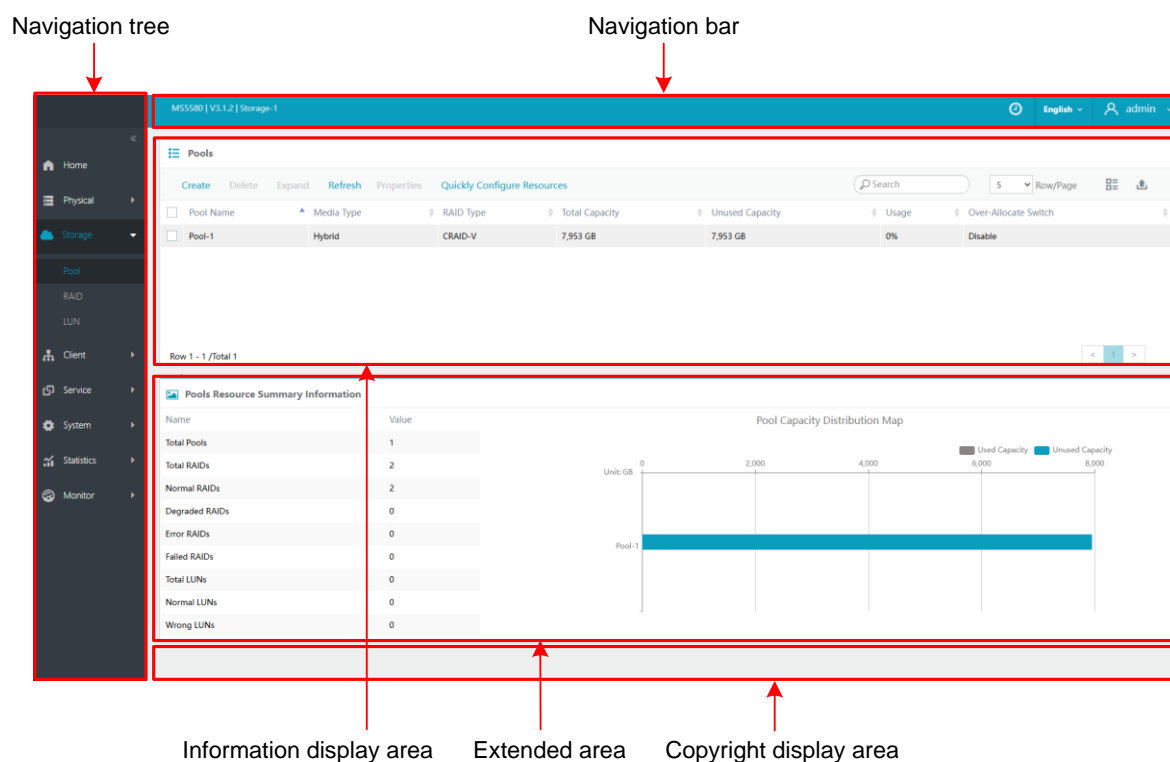 Navigation tree
Navigation bar
MS5580 | V3.1.2 | Storage-1
English
admin
Home
Physical
Storage
Pool
RAID
LUN
Client
Service
System
Statistics
Monitor
Pools
Create Delete Expand Refresh Properties Quickly Configure Resources
Search
5 Row/Page
Pool Name Media Type RAID Type Total Capacity Unused Capacity Usage Over-Allocate Switch
Pool-1 Hybrid CRAID-V 7,953 GB 7,953 GB 0% Disable
Row 1 - 1 /Total 1
< 1 >
Pools Resource Summary Information
Name Value
Total Pools 1
Total RAIDs 2
Normal RAIDs 2
Degraded RAIDs 0
Error RAIDs 0
Failed RAIDs 0
Total LUNs 0
Normal LUNs 0
Wrong LUNs 0
Pool Capacity Distribution Map
Used Capacity Unused Capacity
Unit: GB 0 2,000 4,000 6,000 8,000
Pool-1
Information display area
Extended area
Copyright display area